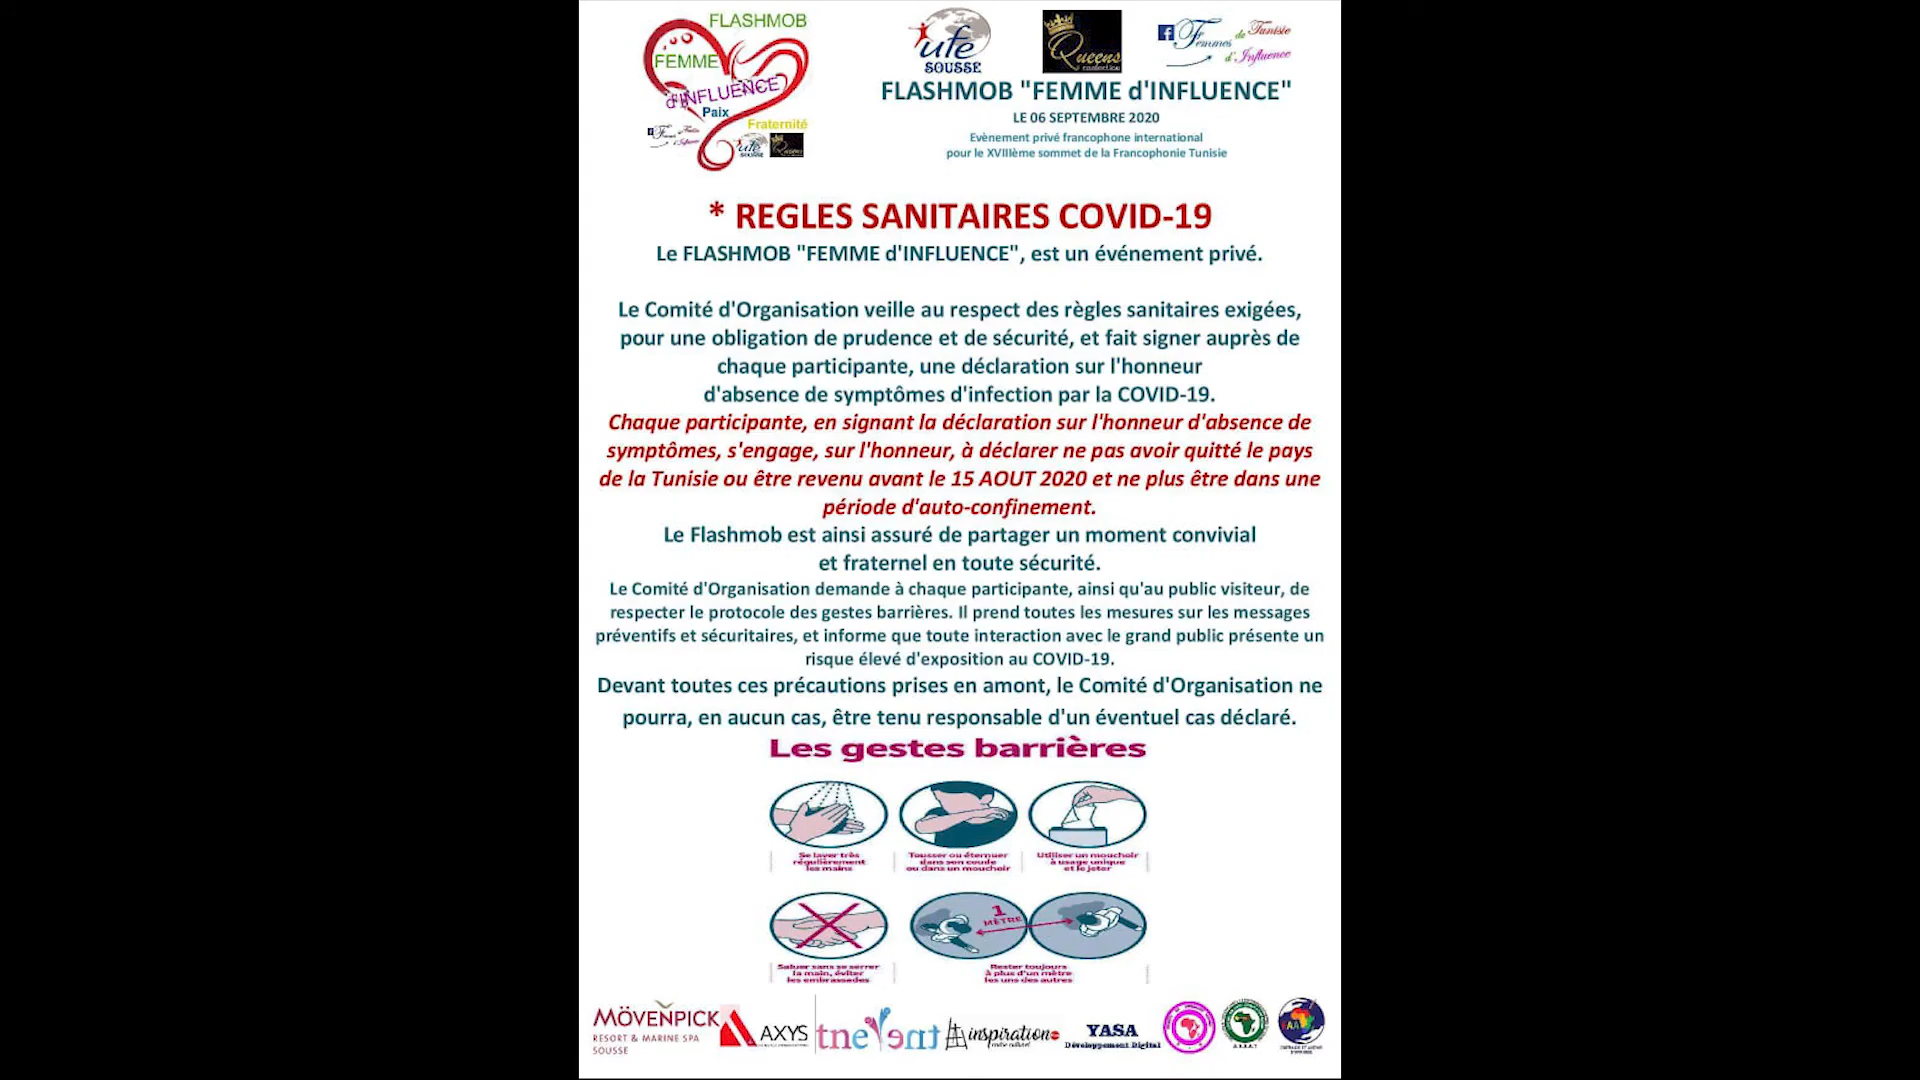 FLASHMOB
FEMME
d'INFLUENCE
Paix
Fraternité
ufe
SOUSSE
ufe
SOUSSE
Queens
Femmes de Tunisie
d'Influence
FLASHMOB "FEMME d'INFLUENCE"
LE 06 SEPTEMBRE 2020
Evènement privé francophone international
pour le XVIIIème sommet de la Francophonie Tunisie
* REGLES SANITAIRES COVID-19
Le FLASHMOB "FEMME d'INFLUENCE", est un événement privé.
Le Comité d'Organisation veille au respect des règles sanitaires exigées,
pour une obligation de prudence et de sécurité, et fait signer auprès de
chaque participante, une déclaration sur l'honneur
d'absence de symptômes d'infection par la COVID-19.
Chaque participante, en signant la déclaration sur l'honneur d'absence de
symptômes, s'engage, sur l'honneur, à déclarer ne pas avoir quitté le pays
de la Tunisie ou être revenu avant le 15 AOUT 2020 et ne plus être dans une
période d'auto-confinement.
Le Flashmob est ainsi assuré de partager un moment convivial
et fraternel en toute sécurité.
Le Comité d'Organisation demande à chaque participante, ainsi qu'au public visiteur, de
respecter le protocole des gestes barrières. Il prend toutes les mesures sur les messages
préventifs et sécuritaires, et informe que toute interaction avec le grand public présente un
risque élevé d'exposition au COVID-19.
Devant toutes ces précautions prises en amont, le Comité d'Organisation ne
pourra, en aucun cas, être tenu responsable d'un éventuel cas déclaré.
Les gestes barrières
Se laver très
régulièrement
les mains
Tousser ou éternuer
dans son coude
ou dans un mouchoir
Utiliser un mouchoir
à usage unique
et le jeter
Saluer sans se serrer
la main, éviter
les embrassades
1
MÈTRE
Rester toujours
à plus d'un mètre
les uns des autres
MÖVENPICK
RESORT & MARINE SPA
SOUSSE
AXYS
tnevent
inspiration
YASA
Développement Digital